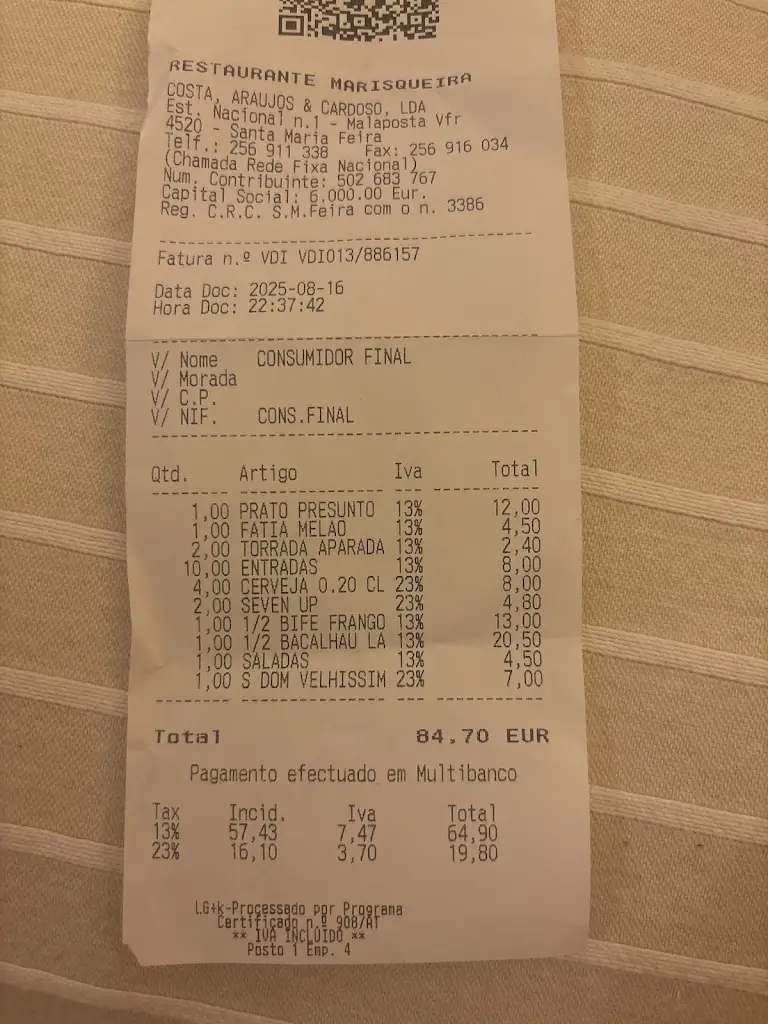 RESTAURANTE MARISQUEIRA
COSTA, ARAUJOS & CARDOSO, LDA
Est. Nacional n.1 - Malaposta Vfr
4520 - Santa Maria Feira
Telf.: 256 911 338 Fax: 256 916 034
(Chamada Rede Fixa Nacional)
Num. Contribuinte: 502 683 767
Capital Social: 6.000.00 Eur.
Reg. C.R.C. S.M.Feira com o n. 3386
Fatura n.º VDI VDI013/886157
Data Doc: 2025-08-16
Hora Doc: 22:37:42
V/ Nome CONSUMIDOR FINAL
V/ Morada
V/ C.P.
V/ NIF. CONS.FINAL
Qtd. Artigo Iva Total
1,00 PRATO PRESUNTO 13% 12,00
1,00 FATIA MELAO 13% 4,50
2,00 TORRADA APARADA 13% 2,40
10,00 ENTRADAS 13% 8,00
4,00 CERVEJA 0.20 CL 23% 8,00
2,00 SEVEN UP 23% 4,80
1,00 1/2 BIFE FRANGO 13% 13,00
1,00 1/2 BACALHAU LA 13% 20,50
1,00 SALADAS 13% 4,50
1,00 S DOM VELHISSIM 23% 7,00
Total 84.70 EUR
Pagamento efectuado em Multibanco
Tax Incid. Iva Total
13% 57,43 7,47 64,90
23% 16,10 3,70 19,80
LG+k-Processado por Programa
Certificado n.º 908/AT
** IVA INCLUIDO **
Posto 1 Emp. 4